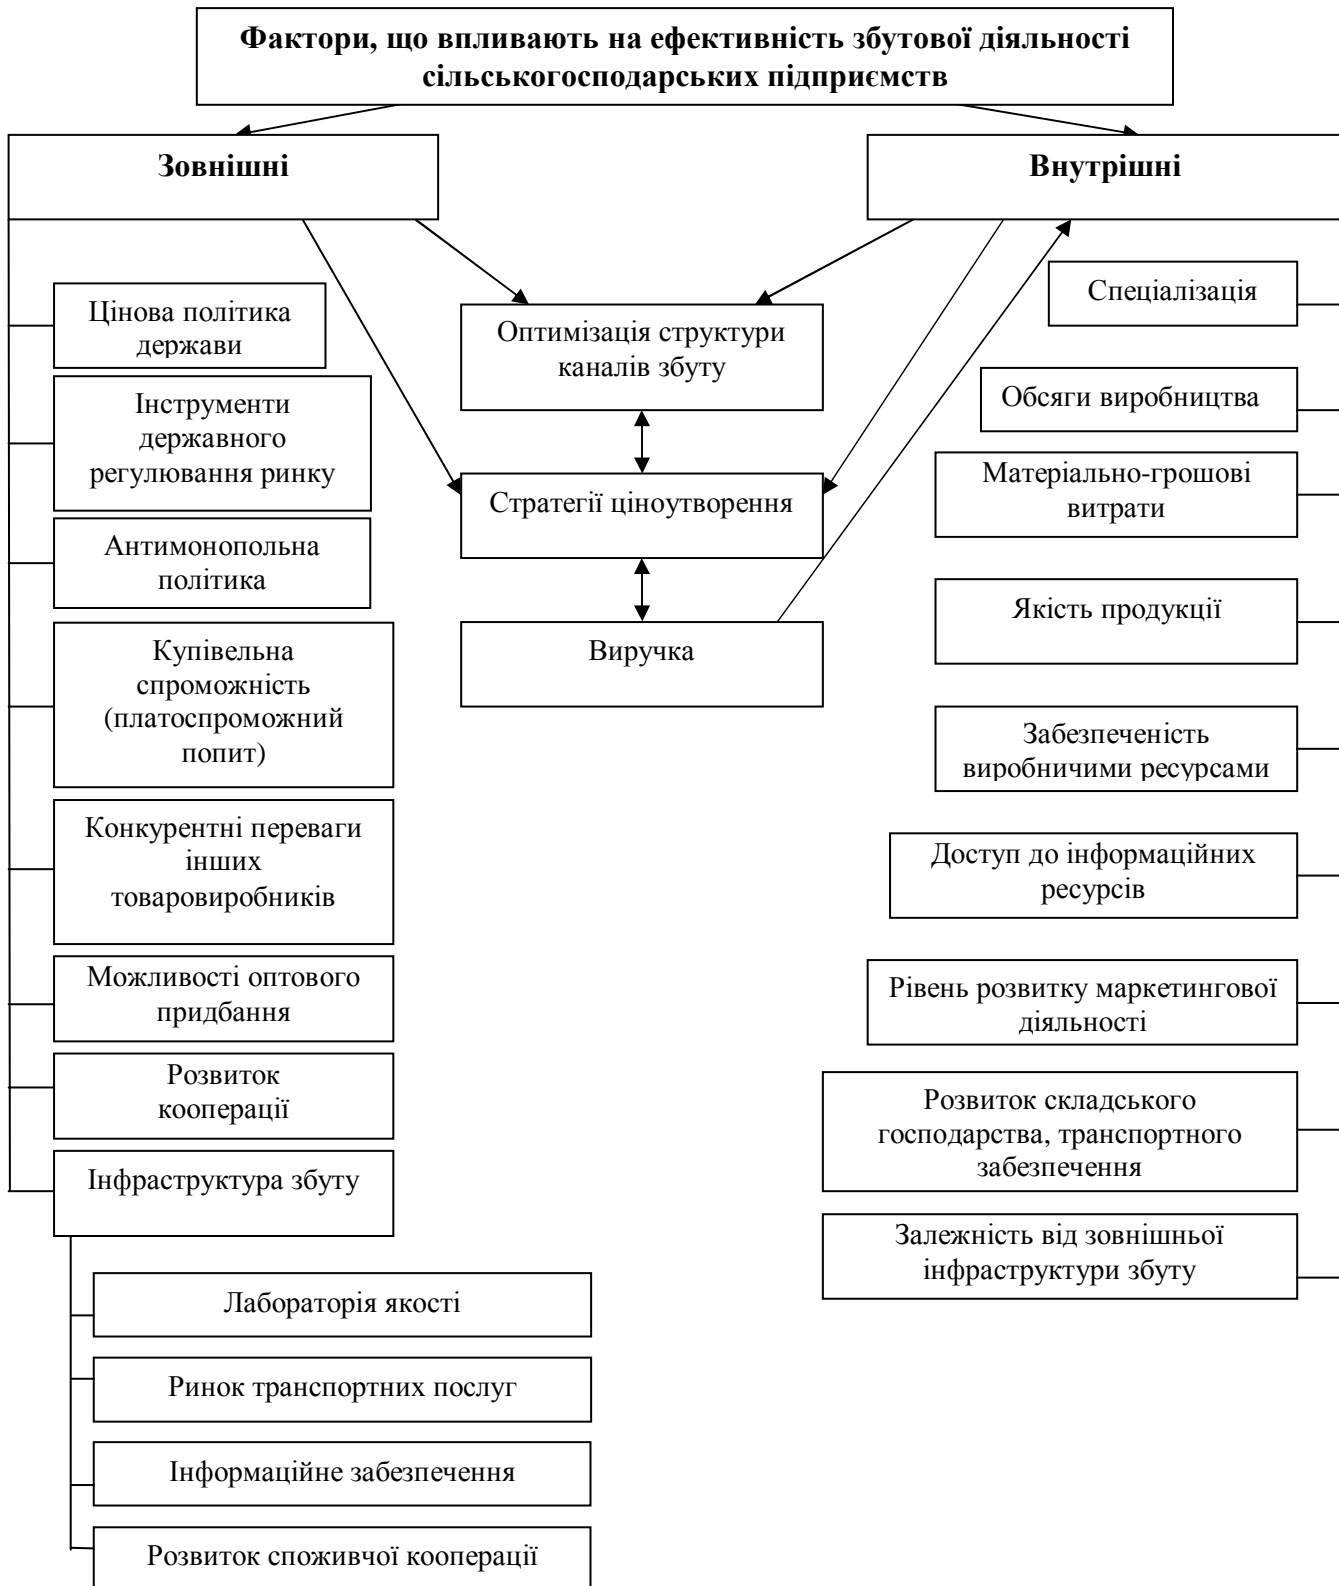 Фактори, що впливають на ефективність збутової діяльності
сільськогосподарських підприємств
Зовнішні
Внутрішні
Цінова політика
держави
Інструменти
державного
регулювання ринку
Антимонопольна
політика
Купівельна
спроможність
(платоспроможний
попит)
Конкурентні переваги
інших
товаровиробників
Можливості оптового
придбання
Розвиток
кооперації
Інфраструктура збуту
Лабораторія якості
Ринок транспортних послуг
Інформаційне забезпечення
Розвиток споживчої кооперації
Оптимізація структури
каналів збуту
Стратегії ціноутворення
Виручка
Спеціалізація
Обсяги виробництва
Матеріально-грошові
витрати
Якість продукції
Забезпеченість
виробничими ресурсами
Доступ до інформаційних
ресурсів
Рівень розвитку маркетингової
діяльності
Розвиток складського
господарства, транспортного
забезпечення
Залежність від зовнішньої
інфраструктури збуту